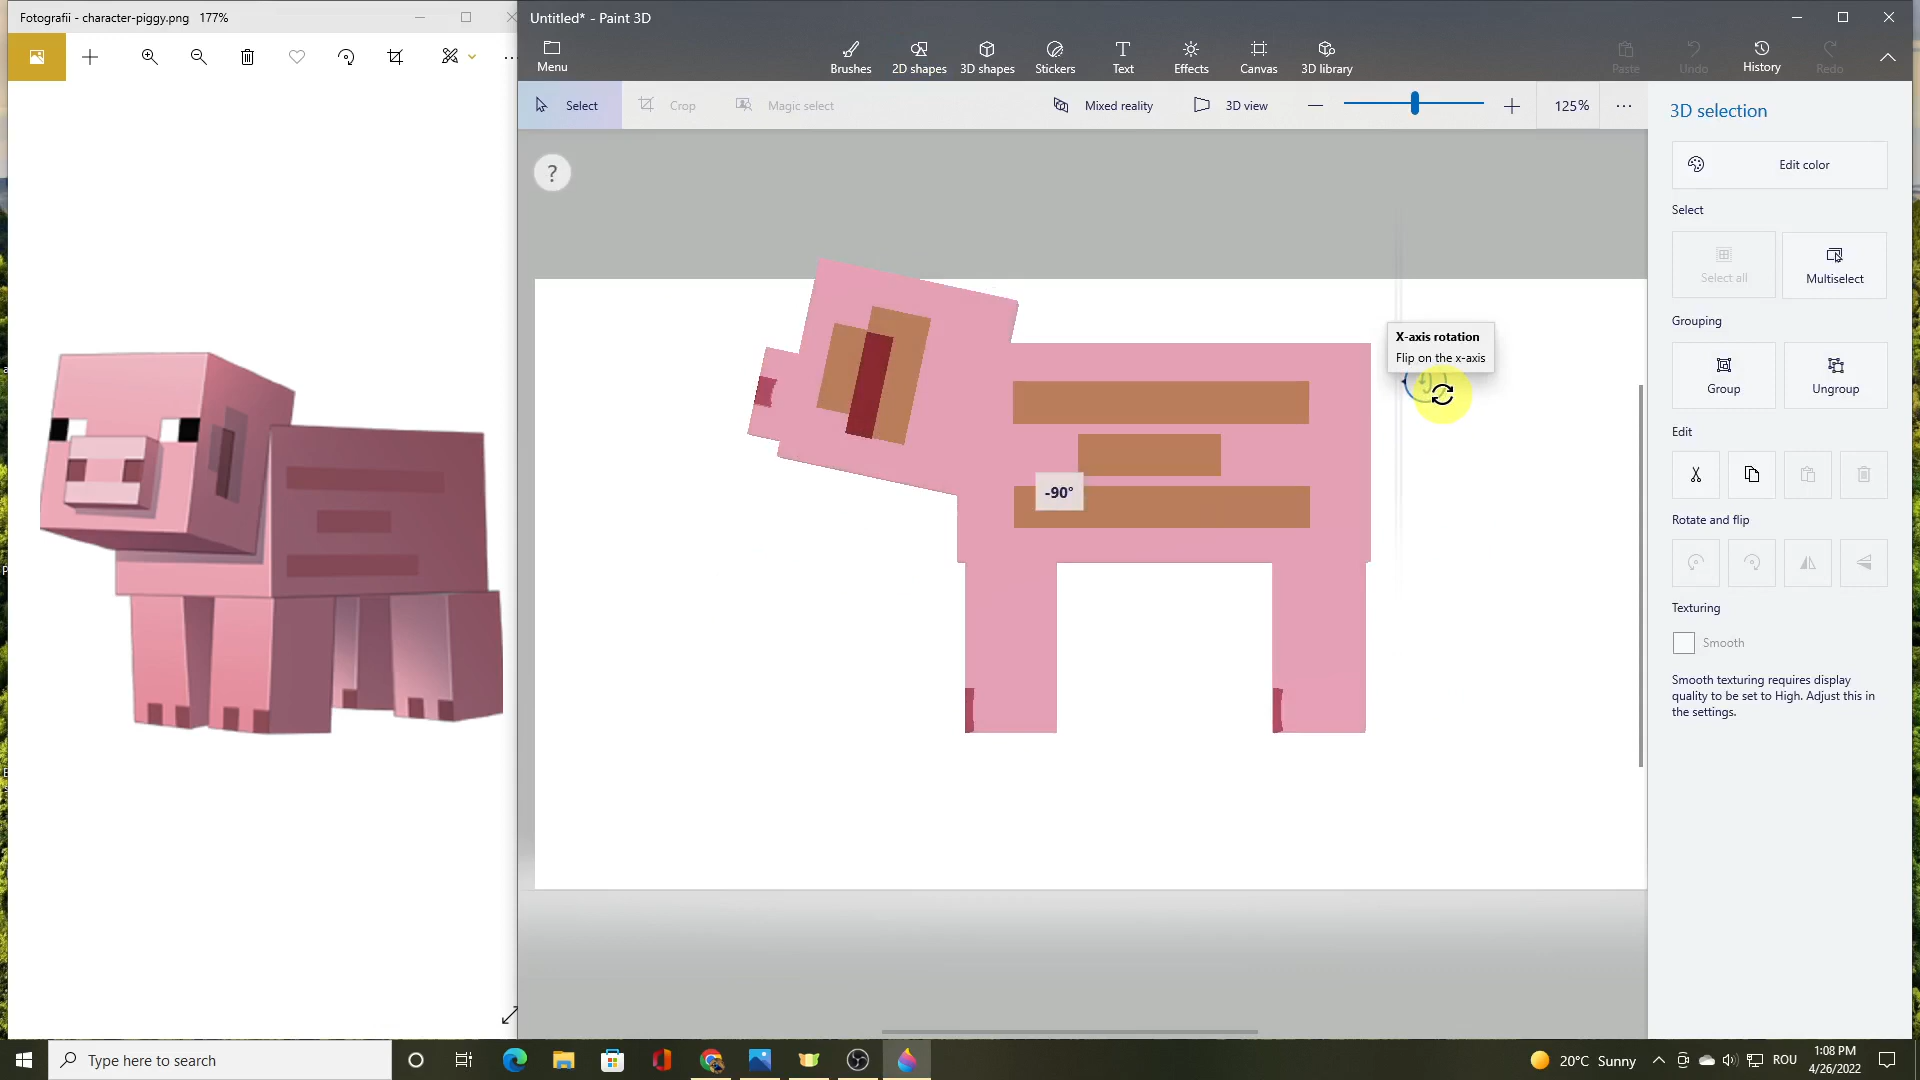 Fotografii - character-piggy.png 177%
Untitled* - Paint 3D
Menu
Brushes
2D shapes
3D shapes
Stickers
Text
Effects
Canvas
3D library
Paste
Undo
History
Redo
Select
Crop
Magic select
Mixed reality
3D view
125%
?
3D selection
Edit color
Select
Select all
Multiselect
X-axis rotation
Flip on the x-axis
Grouping
Group
Ungroup
Edit
-90°
Rotate and flip
Texturing
Smooth
Smooth texturing requires display
quality to be set to High. Adjust this in
the settings.
Type here to search
20°C Sunny
ROU
1:08 PM
4/26/2022